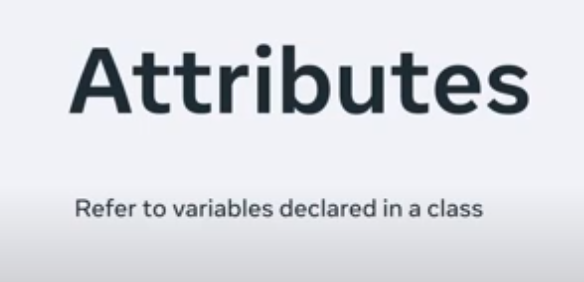 Attributes
Refer to variables declared in a class